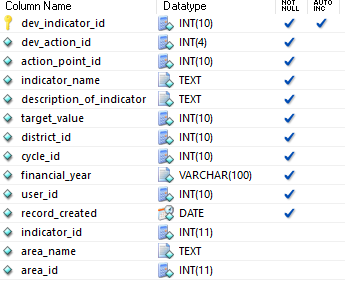 Column Name Datatype NOT NULL AUTO INC
dev_indicator_id INT(10)
dev_action_id INT(4)
action_point_id INT(10)
indicator_name TEXT
description_of_indicator TEXT
target_value INT(10)
district_id INT(10)
cycle_id INT(10)
financial_year VARCHAR(100)
user_id INT(10)
record_created DATE
indicator_id INT(11)
area_name TEXT
area_id INT(11)